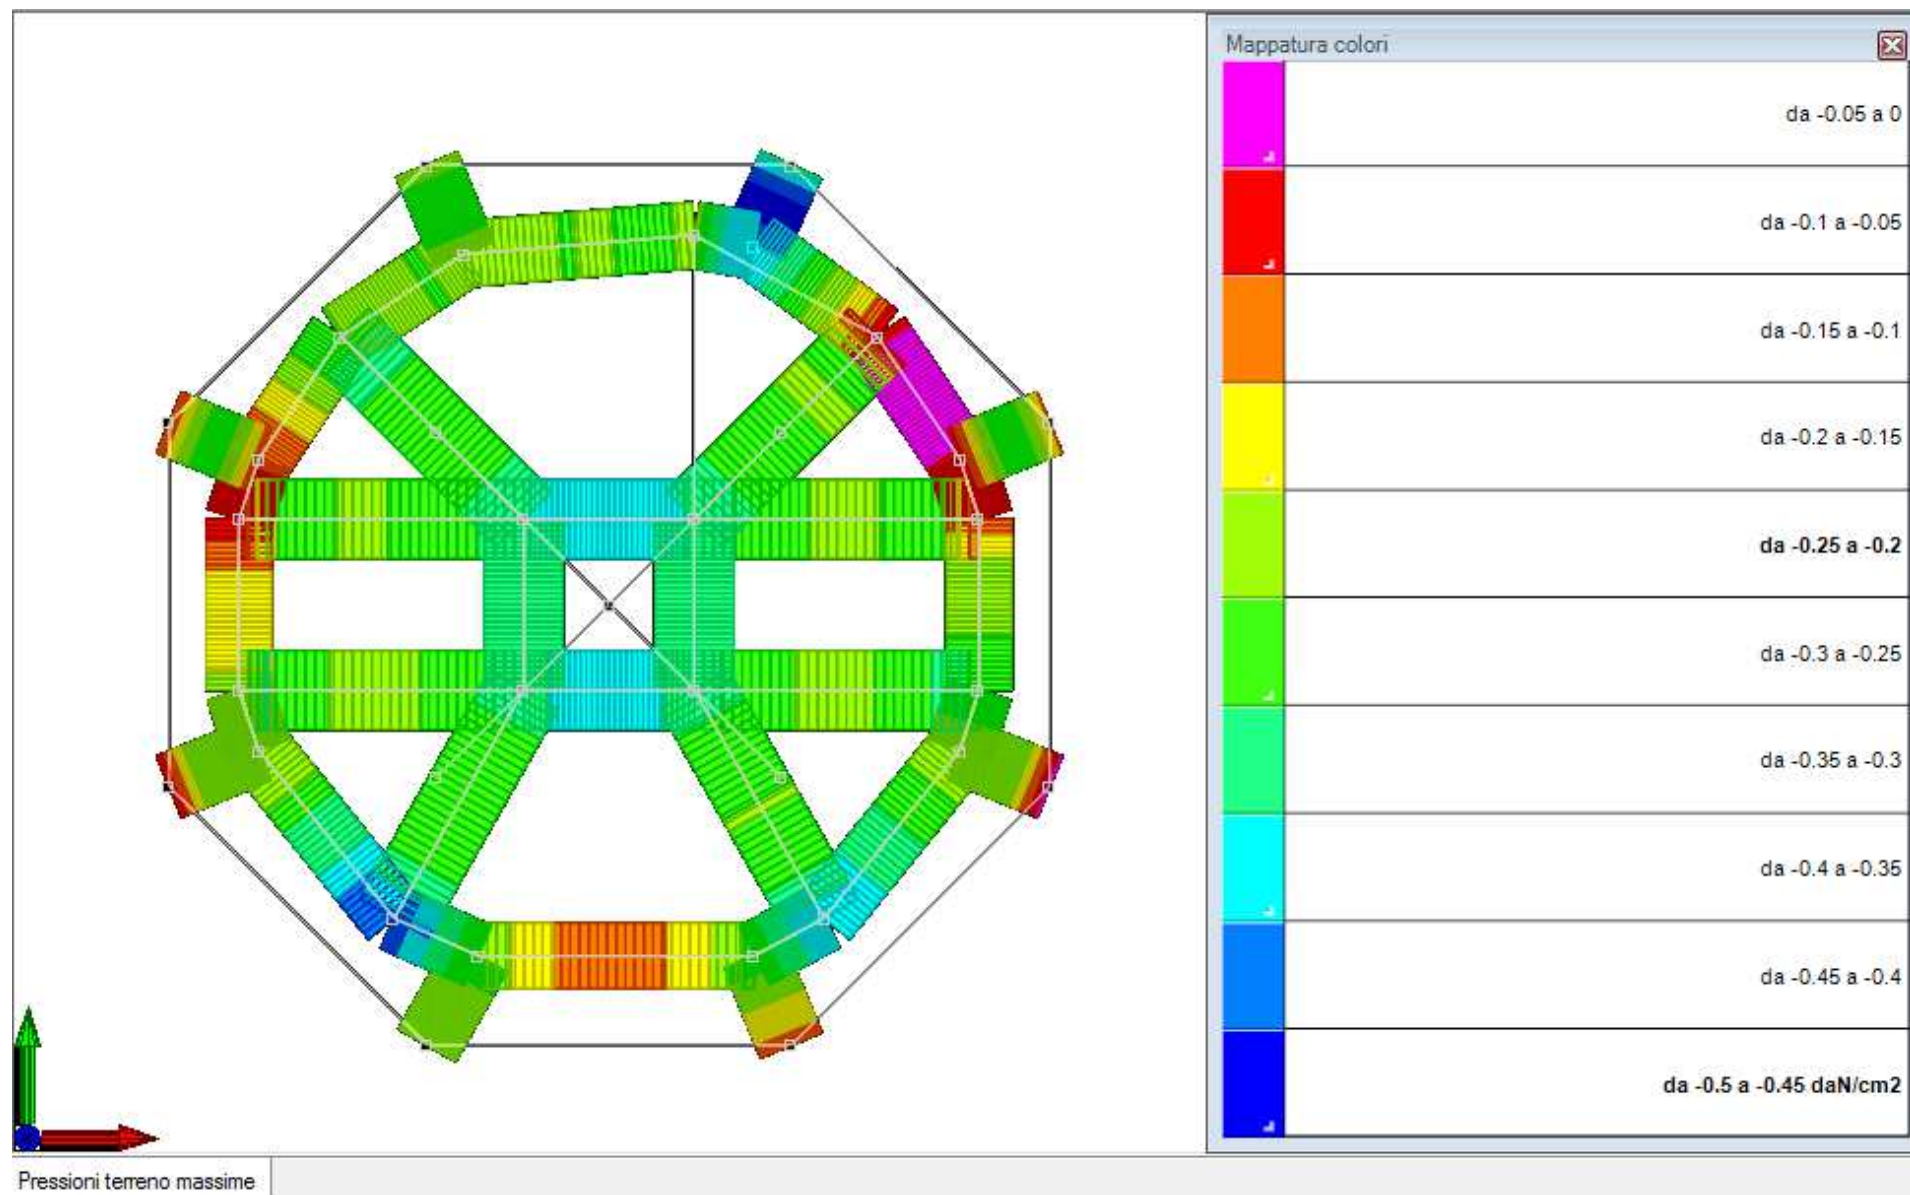 Mappatura colori
da -0.05 a 0
da -0.1 a -0.05
da -0.15 a -0.1
da -0.2 a -0.15
da -0.25 a -0.2
da -0.3 a -0.25
da -0.35 a -0.3
da -0.4 a -0.35
da -0.45 a -0.4
da -0.5 a -0.45 daN/cm2
Pressioni terreno massime